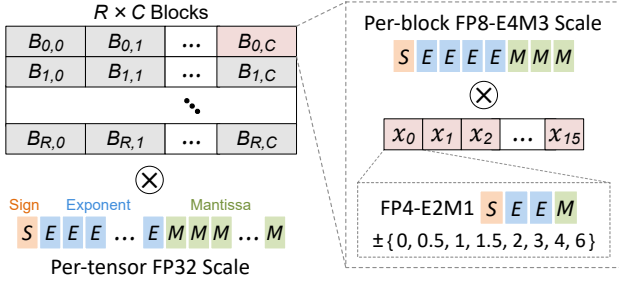 R × C Blocks
B0,0 B0,1 ... B0,C
B1,0 B1,1 ... B1,C
BR,0 BR,1 ... BR,C
Sign Exponent Mantissa
S E E E ... E M M M ... M
Per-tensor FP32 Scale
Per-block FP8-E4M3 Scale
S E E E E M M M
x0 x1 x2 ... x15
FP4-E2M1 S E E M
±{0, 0.5, 1, 1.5, 2, 3, 4, 6}